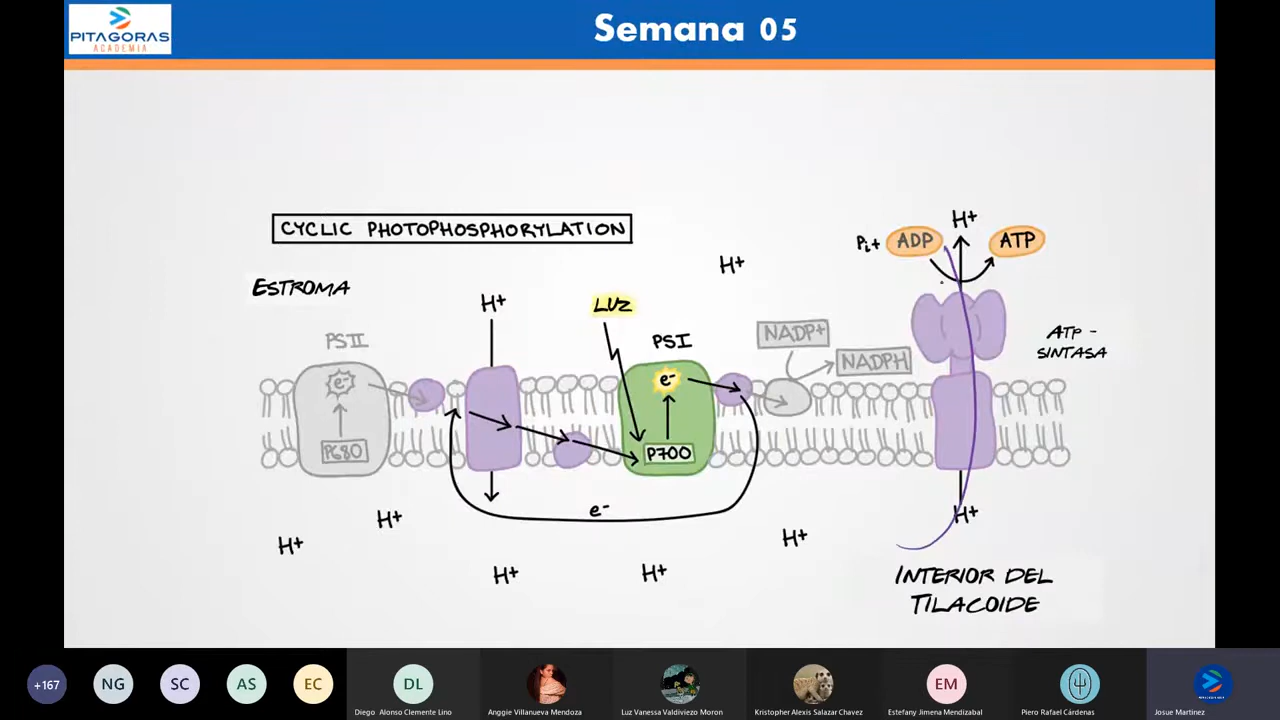 PITAGORAS
ACADEMIA
Semana 05
CYCLIC PHOTOPHOSPHORYLATION
ESTROMA
H+
H+
LUZ
H+
Pi+ ADP
ATP
PSII
PSI
NADP+
NADPH
ATP -
SINTASA
e-
e-
P680
P700
e-
H+
H+
H+
H+
H+
H+
INTERIOR DEL
TILACOIDE
+167
NG
SC
AS
EC
DL
EM
Diego Alonso Clemente Lino
Anggie Villanueva Mendoza
Luz Vanessa Valdiviezo Moron
Kristopher Alexis Salazar Chavez
Estefany Jimena Mendizabal
Piero Rafael Cárdenas
Josue Martinez